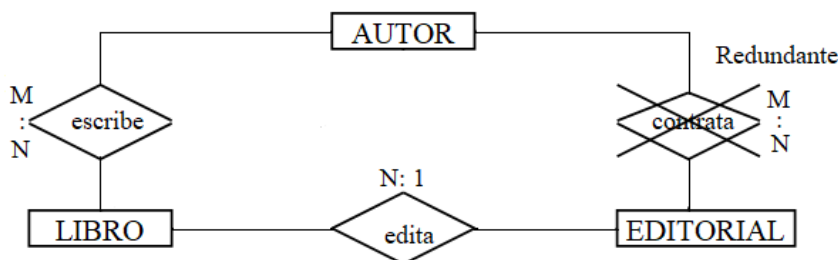 AUTOR
Redundante
M
:
N
escribe
contrata
M
:
N
N: 1
LIBRO
edita
EDITORIAL